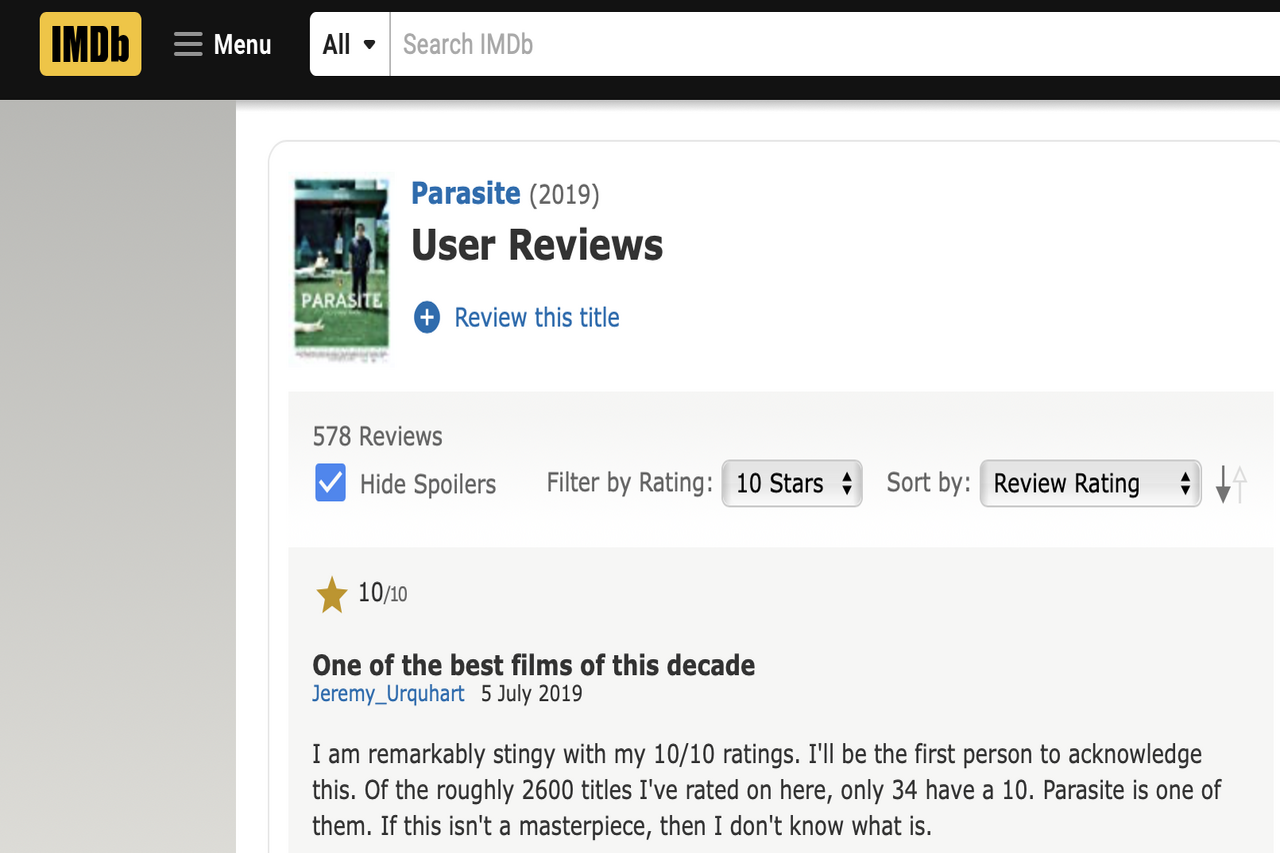 IMDb Menu All Search IMDb
Parasite (2019)
User Reviews
PARASITE
Review this title
578 Reviews
Hide Spoilers Filter by Rating: 10 Stars Sort by: Review Rating
10/10
One of the best films of this decade
Jeremy_Urquhart 5 July 2019
I am remarkably stingy with my 10/10 ratings. I'll be the first person to acknowledge
this. Of the roughly 2600 titles I've rated on here, only 34 have a 10. Parasite is one of
them. If this isn't a masterpiece, then I don't know what is.